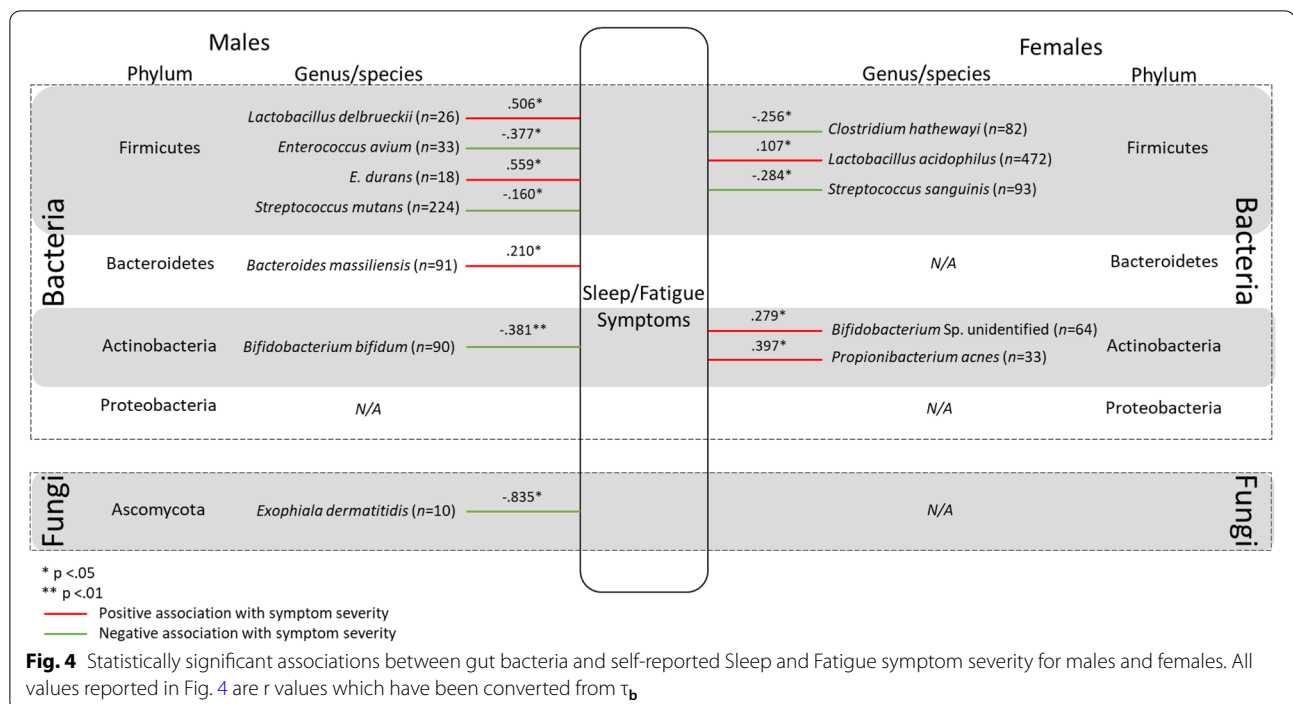 Males
Females
Phylum
Genus/species
Genus/species
Phylum
Bacteria
Firmicutes
Lactobacillus delbrueckii (n=26)
.506*
Enterococcus avium (n=33)
-.377*
E. durans (n=18)
.559*
Streptococcus mutans (n=224)
-.160*
-.256*
Clostridium hathewayi (n=82)
.107*
Lactobacillus acidophilus (n=472)
-.284*
Streptococcus sanguinis (n=93)
Firmicutes
Bacteria
Bacteroidetes
Bacteroides massiliensis (n=91)
.210*
N/A
Bacteroidetes
Sleep/Fatigue
Symptoms
Actinobacteria
Bifidobacterium bifidum (n=90)
-.381**
.279*
Bifidobacterium Sp. unidentified (n=64)
.397*
Propionibacterium acnes (n=33)
Actinobacteria
Proteobacteria
N/A
N/A
Proteobacteria
Fungi
Ascomycota
Exophiala dermatitidis (n=10)
-.835*
N/A
Fungi
* p <.05
** p <.01
Positive association with symptom severity
Negative association with symptom severity
Fig. 4 Statistically significant associations between gut bacteria and self-reported Sleep and Fatigue symptom severity for males and females. All
values reported in Fig. 4 are r values which have been converted from τb